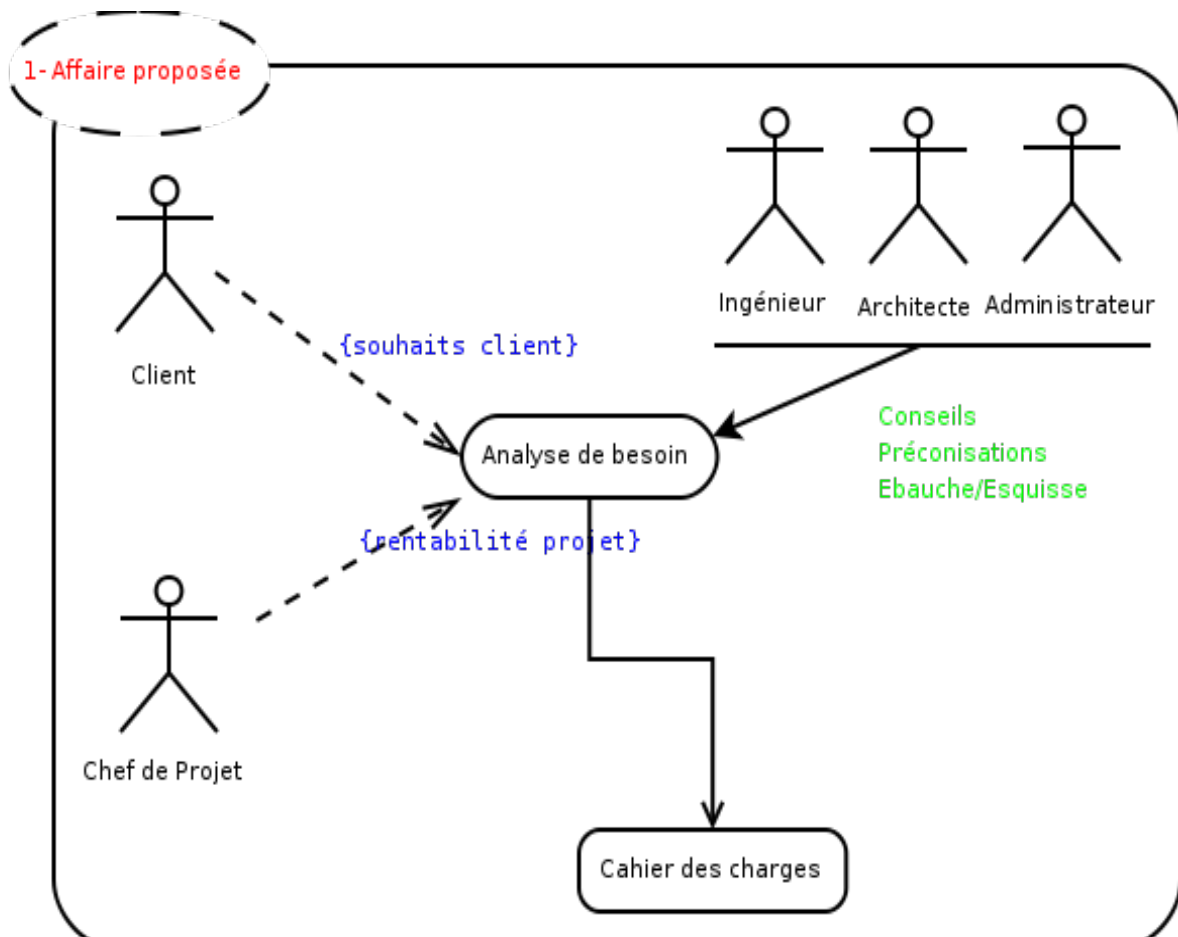 1- Affaire proposée
Ingénieur
Architecte
Administrateur
Client
{souhaits client}
Conseils
Préconisations
Ebauche/Esquisse
Analyse de besoin
{rentabilité projet}
Chef de Projet
Cahier des charges